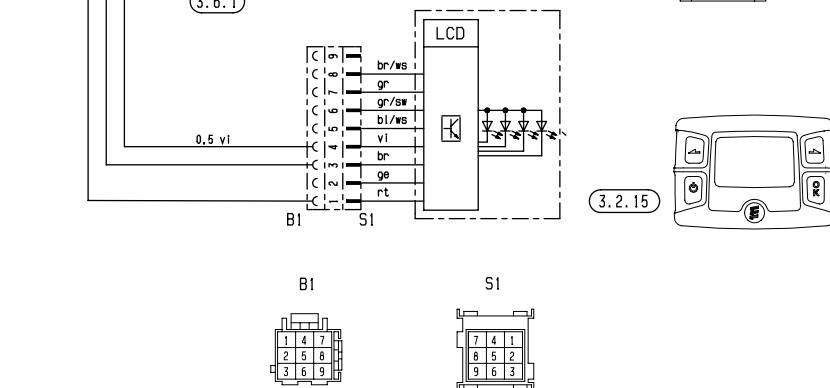 3.6.1
LCD
9
8 br/ws
7 gr
6 gr/sw
5 bl/ws
0,5 vi 4 vi
3 br
2 ge
1 rt
B1 S1
3.2.15
OK
B1 S1
1 4 7 7 4 1
2 5 8 8 5 2
3 6 9 9 6 3